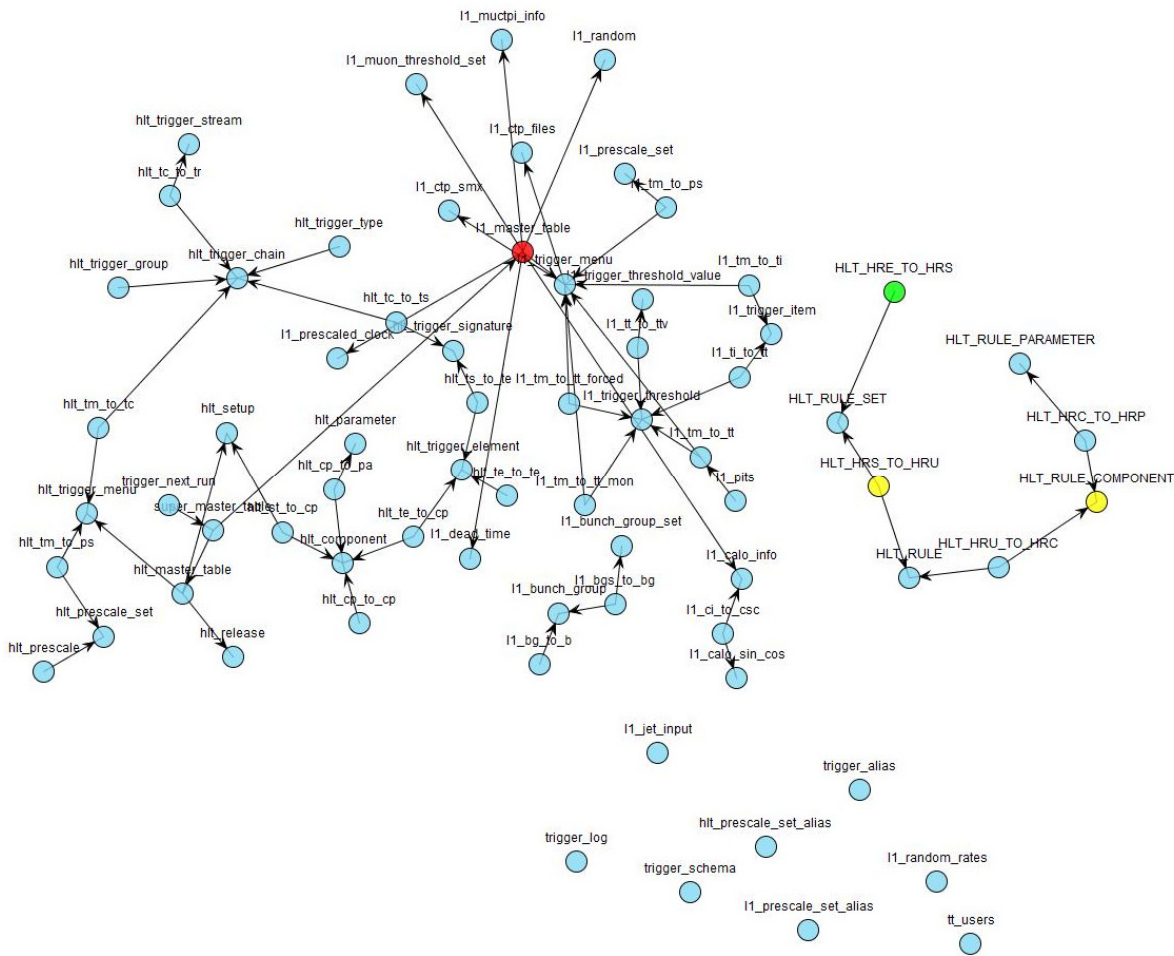 l1_muctpi_info
l1_random
l1_muon_threshold_set
hlt_trigger_stream
l1_ctp_files
l1_prescale_set
hlt_tc_to_tr
l1_tm_to_ps
l1_ctp_smx
hlt_trigger_type
l1_master_table
hlt_trigger_chain
hlt_trigger_group
l1_trigger_menu
l1_trigger_threshold_value
l1_tm_to_ti
HLT_HRE_TO_HRS
hlt_tc_to_ts
l1_trigger_item
l1_prescaled_clock
hlt_trigger_signature
l1_tt_to_ttv
HLT_RULE_PARAMETER
l1_ti_to_tt
hlt_ts_to_te
l1_tm_to_tt_forced
l1_trigger_threshold
HLT_RULE_SET
hlt_tm_to_tc
hlt_setup
hlt_parameter
HLT_HRC_TO_HRP
l1_tm_to_tt
hlt_trigger_element
hlt_cp_to_pa
HLT_HRS_TO_HRU
hlt_te_to_te
trigger_next_run
l1_tm_to_tt_mon
l1_pits
HLT_RULE_COMPONENT
hlt_trigger_menu
super_master_table
hlt_st_to_cp
hlt_te_to_cp
l1_bunch_group_set
hlt_tm_to_ps
hlt_component
l1_dead_time
l1_calo_info
HLT_RULE
HLT_HRU_TO_HRC
hlt_master_table
l1_bunch_group
l1_bgs_to_bg
hlt_cp_to_cp
hlt_prescale_set
hlt_release
l1_ci_to_csc
l1_bg_to_b
hlt_prescale
l1_calo_sin_cos
l1_jet_input
trigger_alias
hlt_prescale_set_alias
trigger_log
l1_random_rates
trigger_schema
l1_prescale_set_alias
tt_users